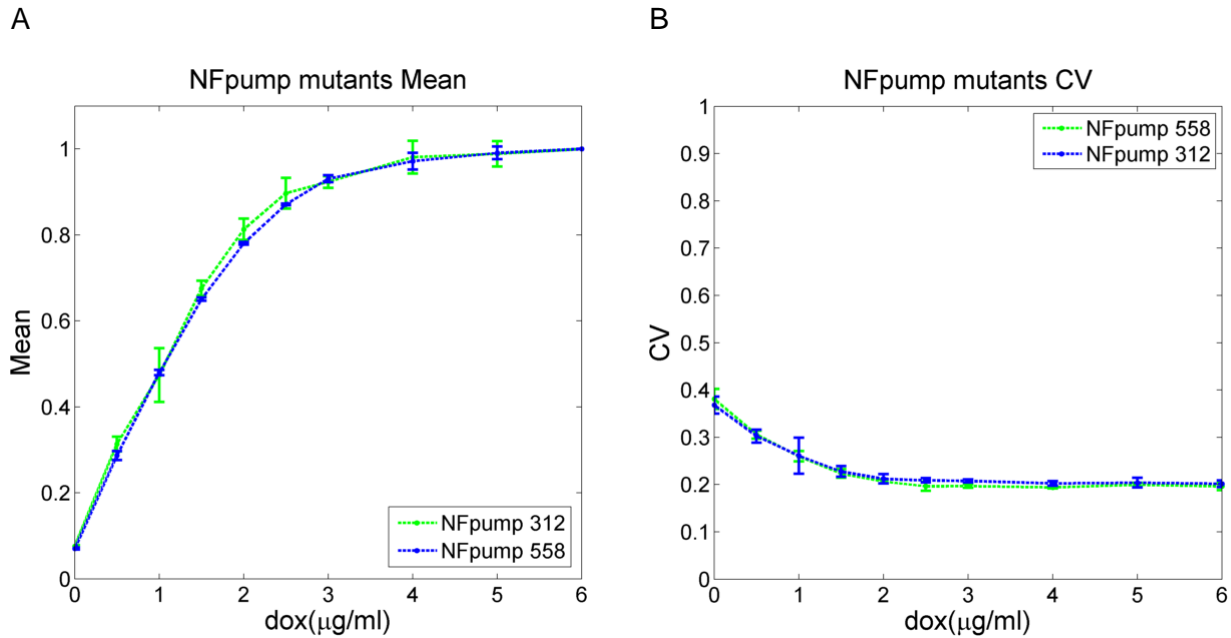 A
B
NFpump mutants Mean
Mean
1
0.8
0.6
0.4
0.2
0
0 1 2 3 4 5 6
dox(μg/ml)
NFpump 312
NFpump 558
NFpump mutants CV
CV
1
0.9
0.8
0.7
0.6
0.5
0.4
0.3
0.2
0.1
0
0 1 2 3 4 5 6
dox(μg/ml)
NFpump 558
NFpump 312